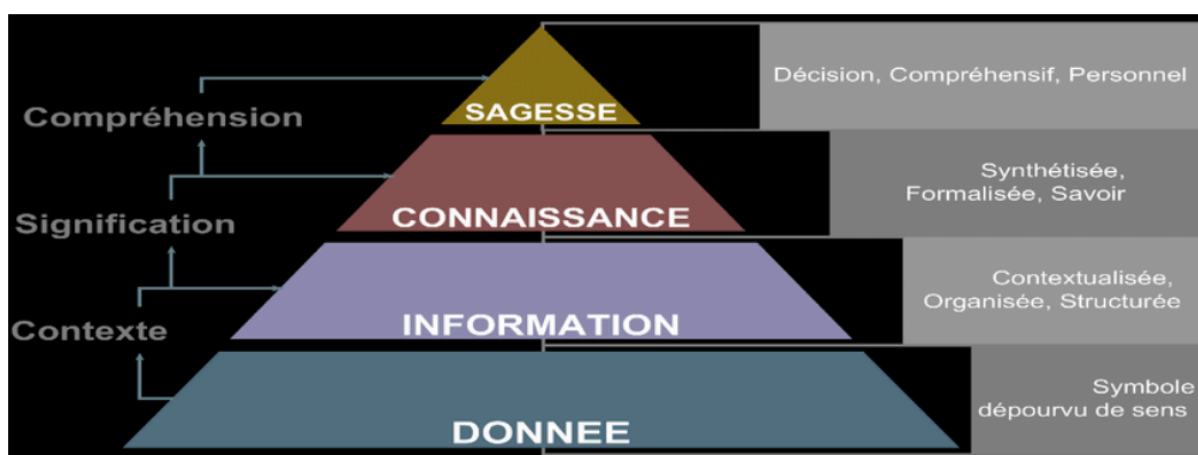 Décision, Compréhensif, Personnel
SAGESSE
Compréhension
Synthétisée,
Formalisée, Savoir
CONNAISSANCE
Signification
Contextualisée,
Organisée, Structurée
INFORMATION
Contexte
Symbole
dépourvu de sens
DONNEE